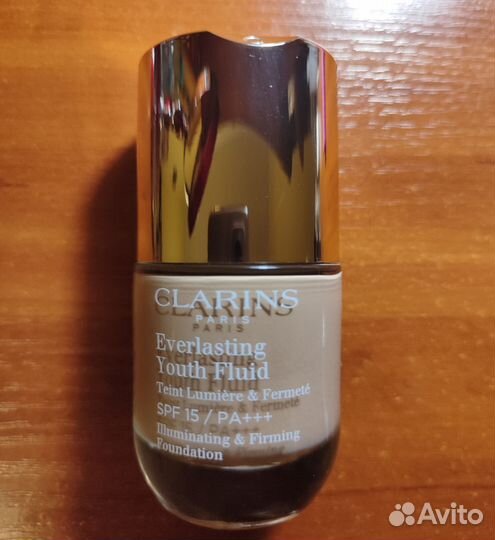 CLARINS
PARIS
Everlasting
Youth Fluid
Teint Lumière & Fermeté
SPF 15 / PA+++
Illuminating & Firming
Foundation
Avito